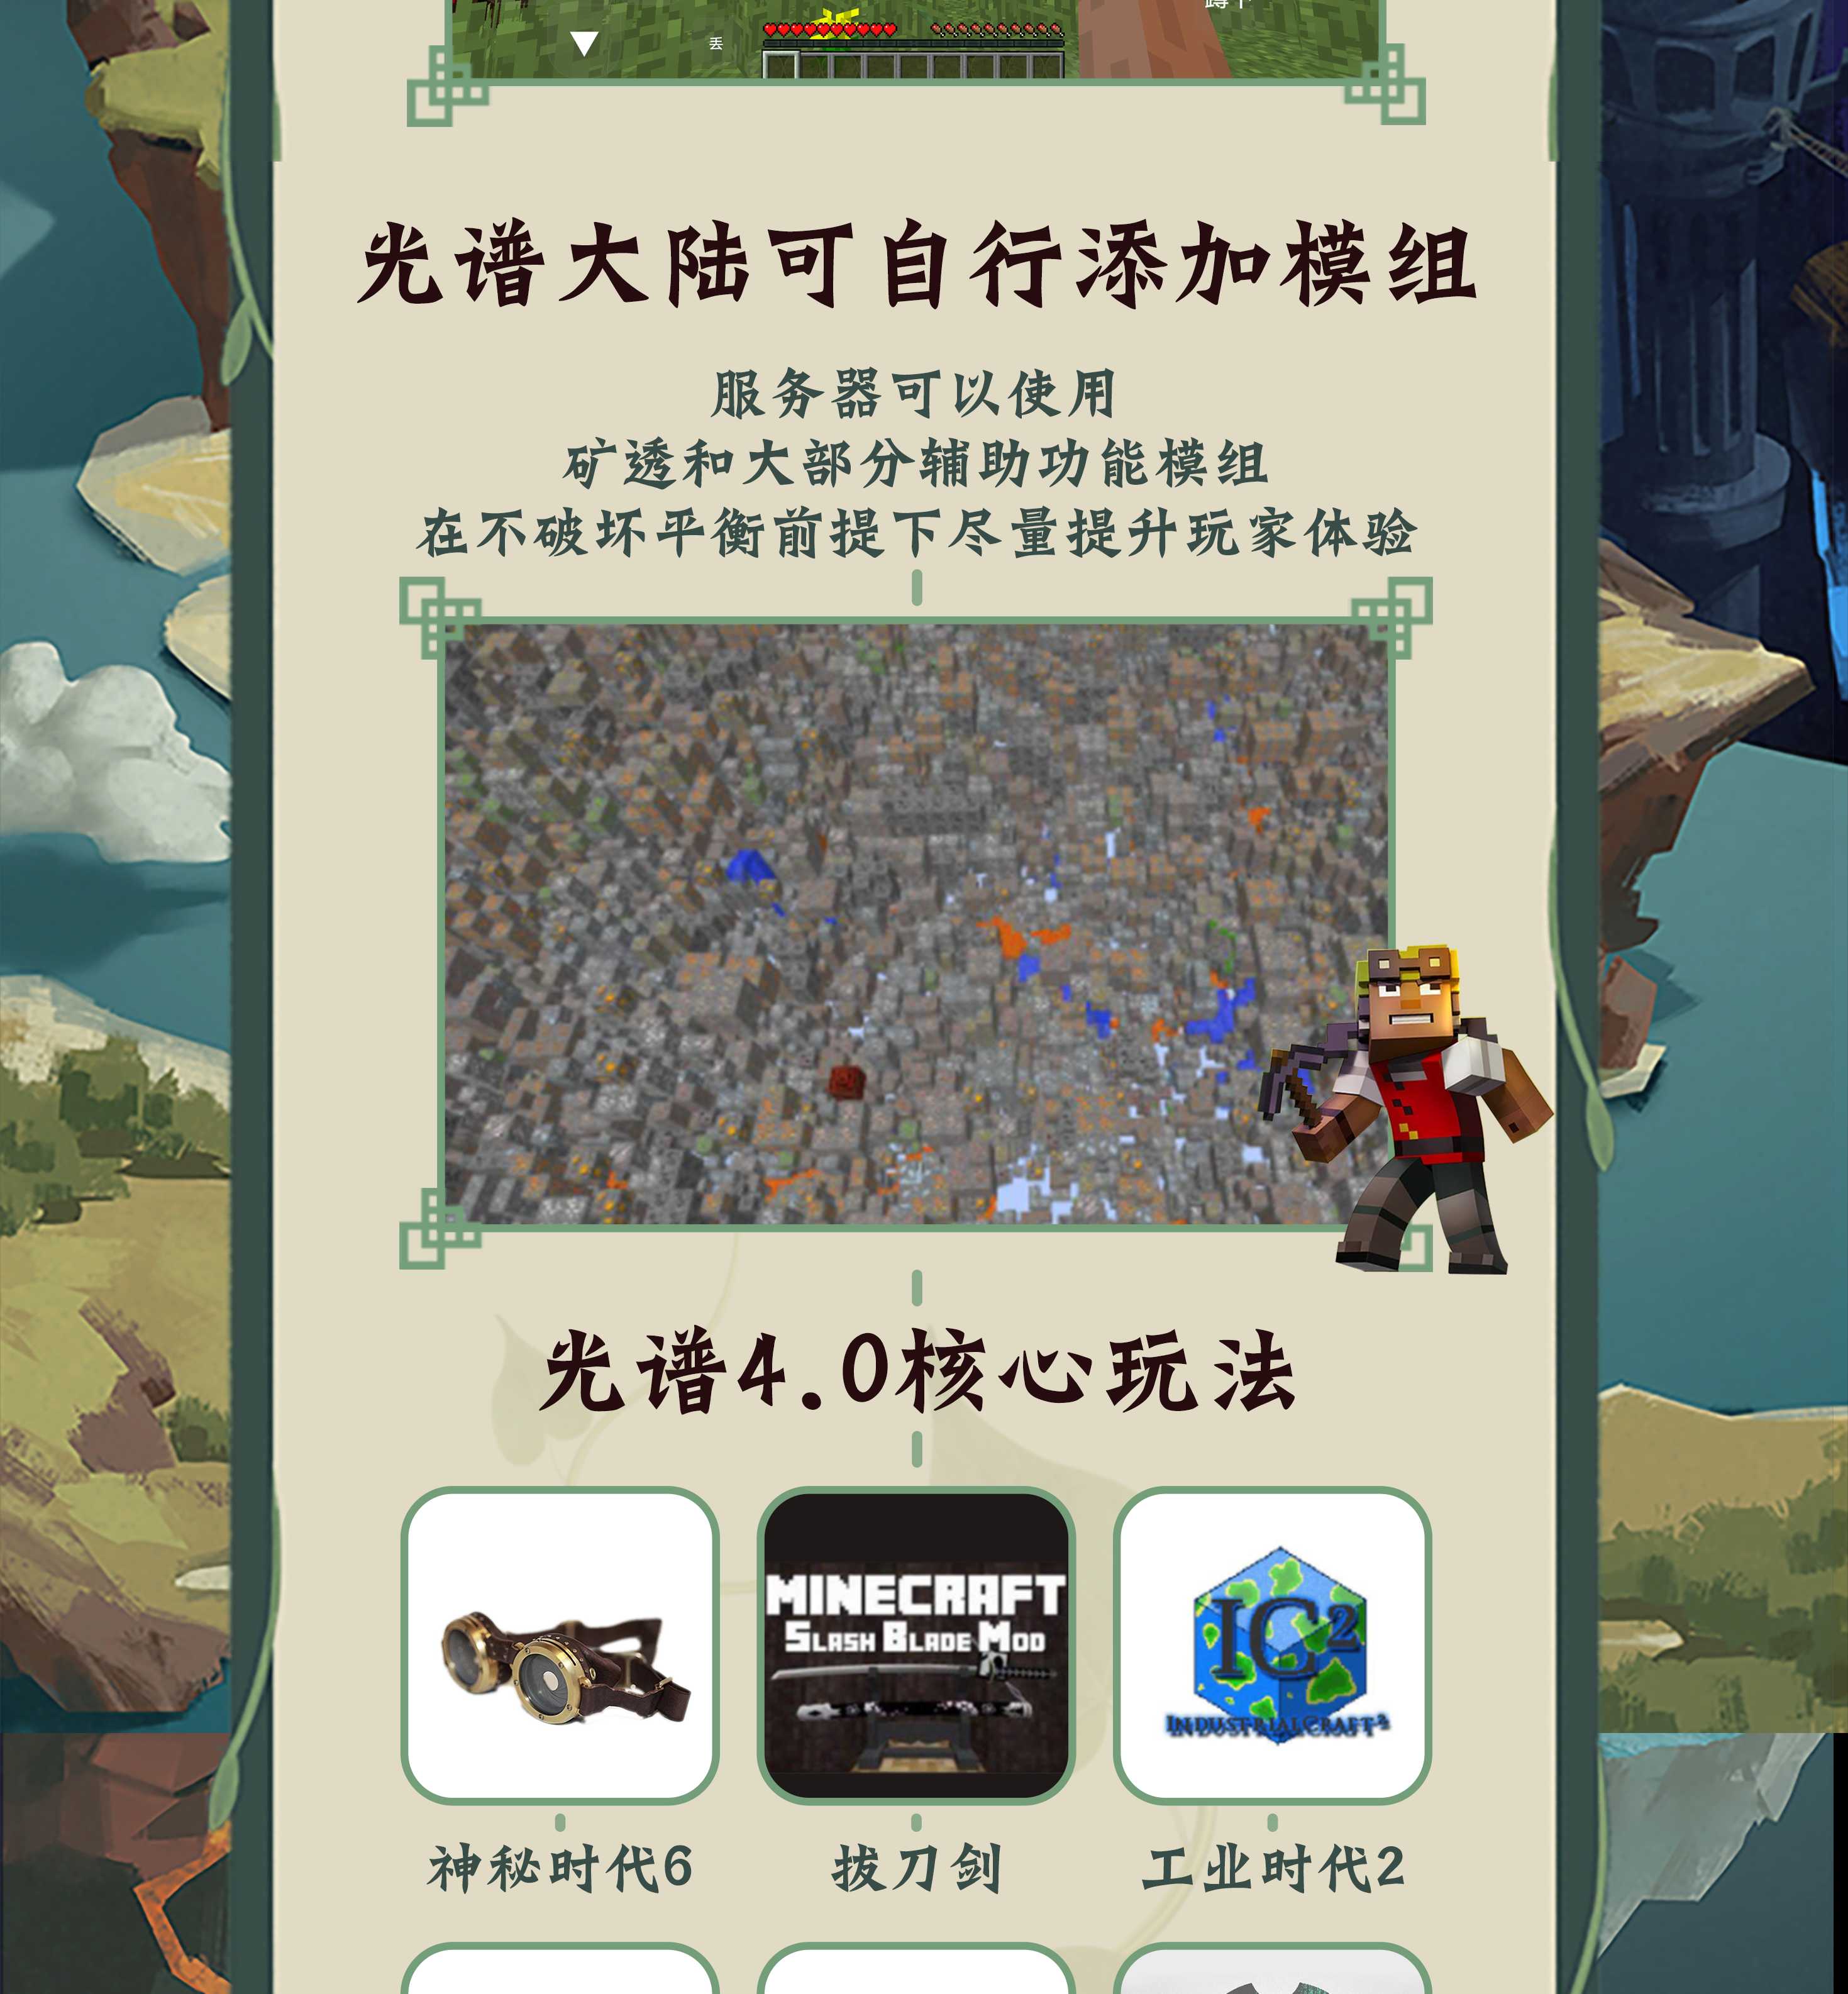 丢
光谱大陆可自行添加模组
服务器可以使用
矿透和大部分辅助功能模组
在不破坏平衡前提下尽量提升玩家体验
光谱4.0核心玩法
MINECRAFT
SLASH BLADE MOD
IC²
INDUSTRIALCRAFT²
神秘时代6
拔刀剑
工业时代2